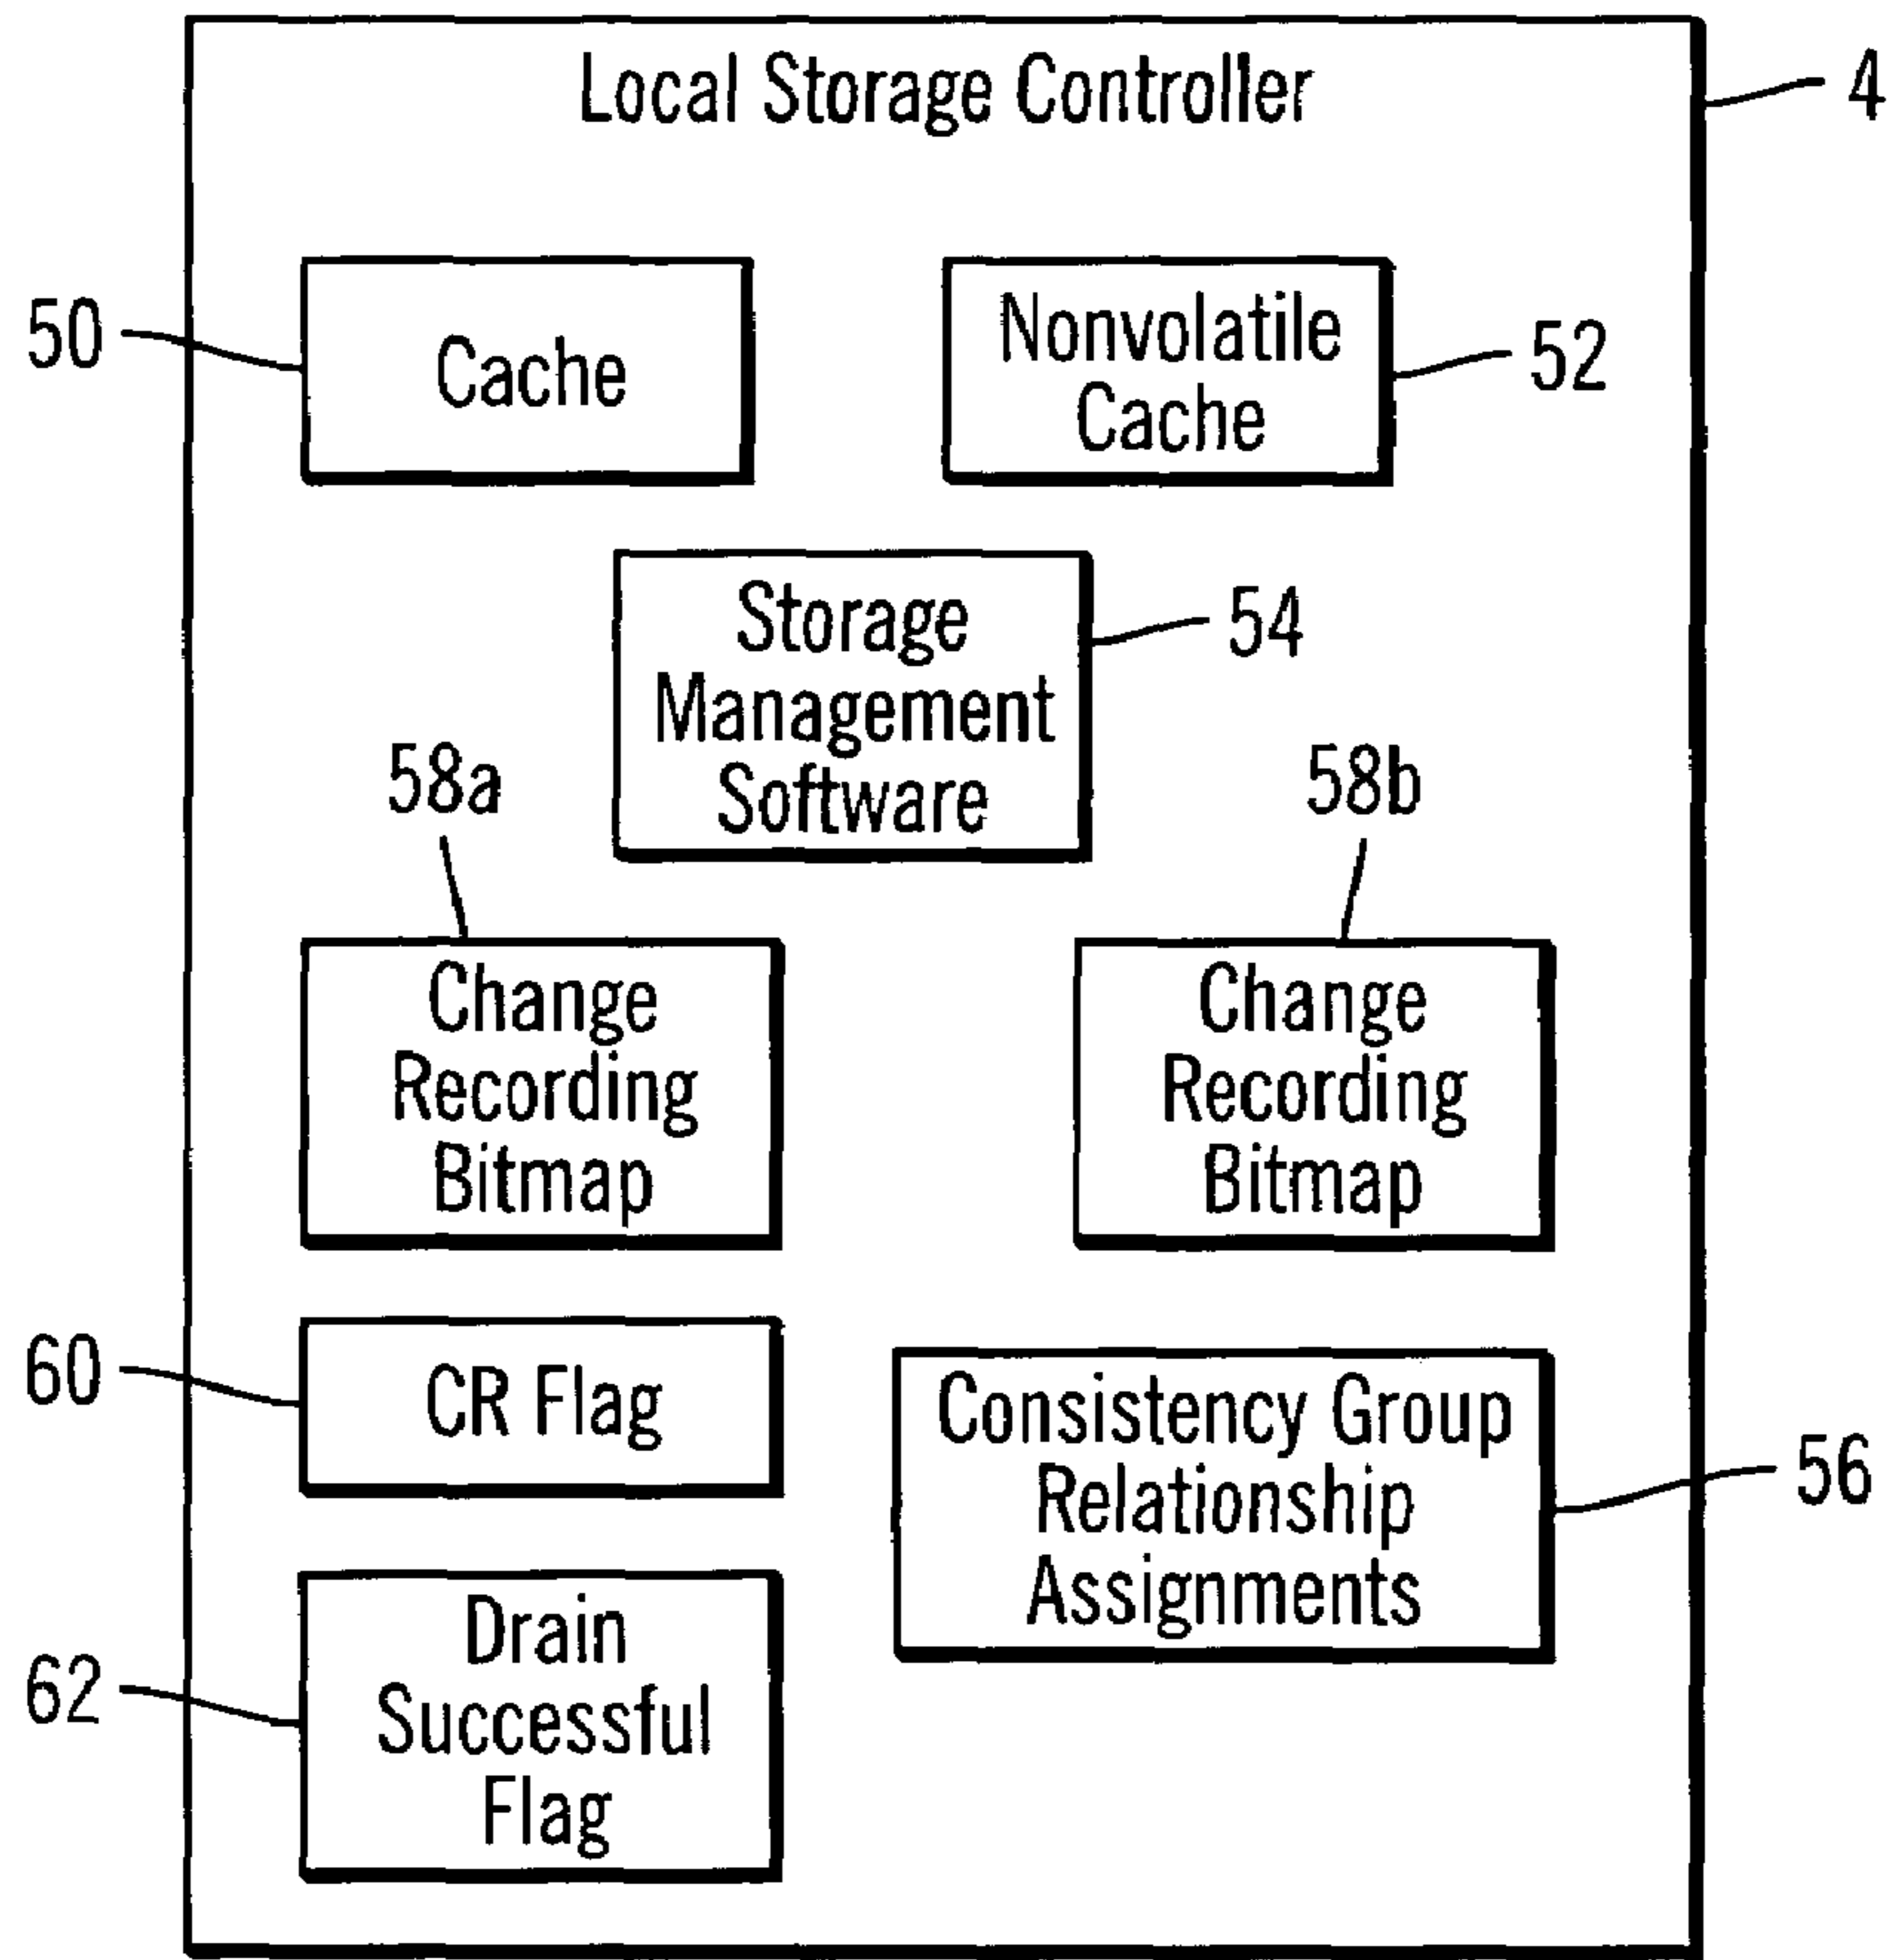 Local Storage Controller
4
50
Cache
Nonvolatile
Cache
52
Storage
Management
Software
54
58a
58b
Change
Recording
Bitmap
Change
Recording
Bitmap
60
CR Flag
Consistency Group
Relationship
Assignments
56
62
Drain
Successful
Flag